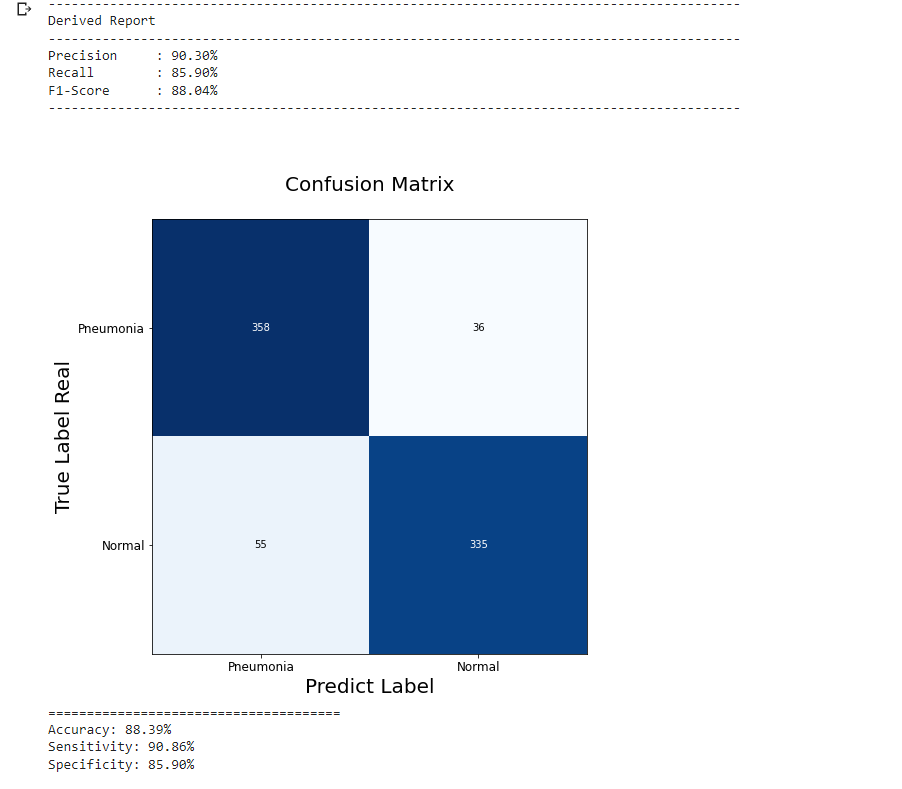 --------------------------------------------------------------------------------
Derived Report
--------------------------------------------------------------------------------
Precision     : 90.30%
Recall        : 85.90%
F1-Score      : 88.04%
--------------------------------------------------------------------------------
Confusion Matrix
True Label Real
Pneumonia
358 36
Normal
55 335
Pneumonia Normal
Predict Label
======================================
Accuracy: 88.39%
Sensitivity: 90.86%
Specificity: 85.90%